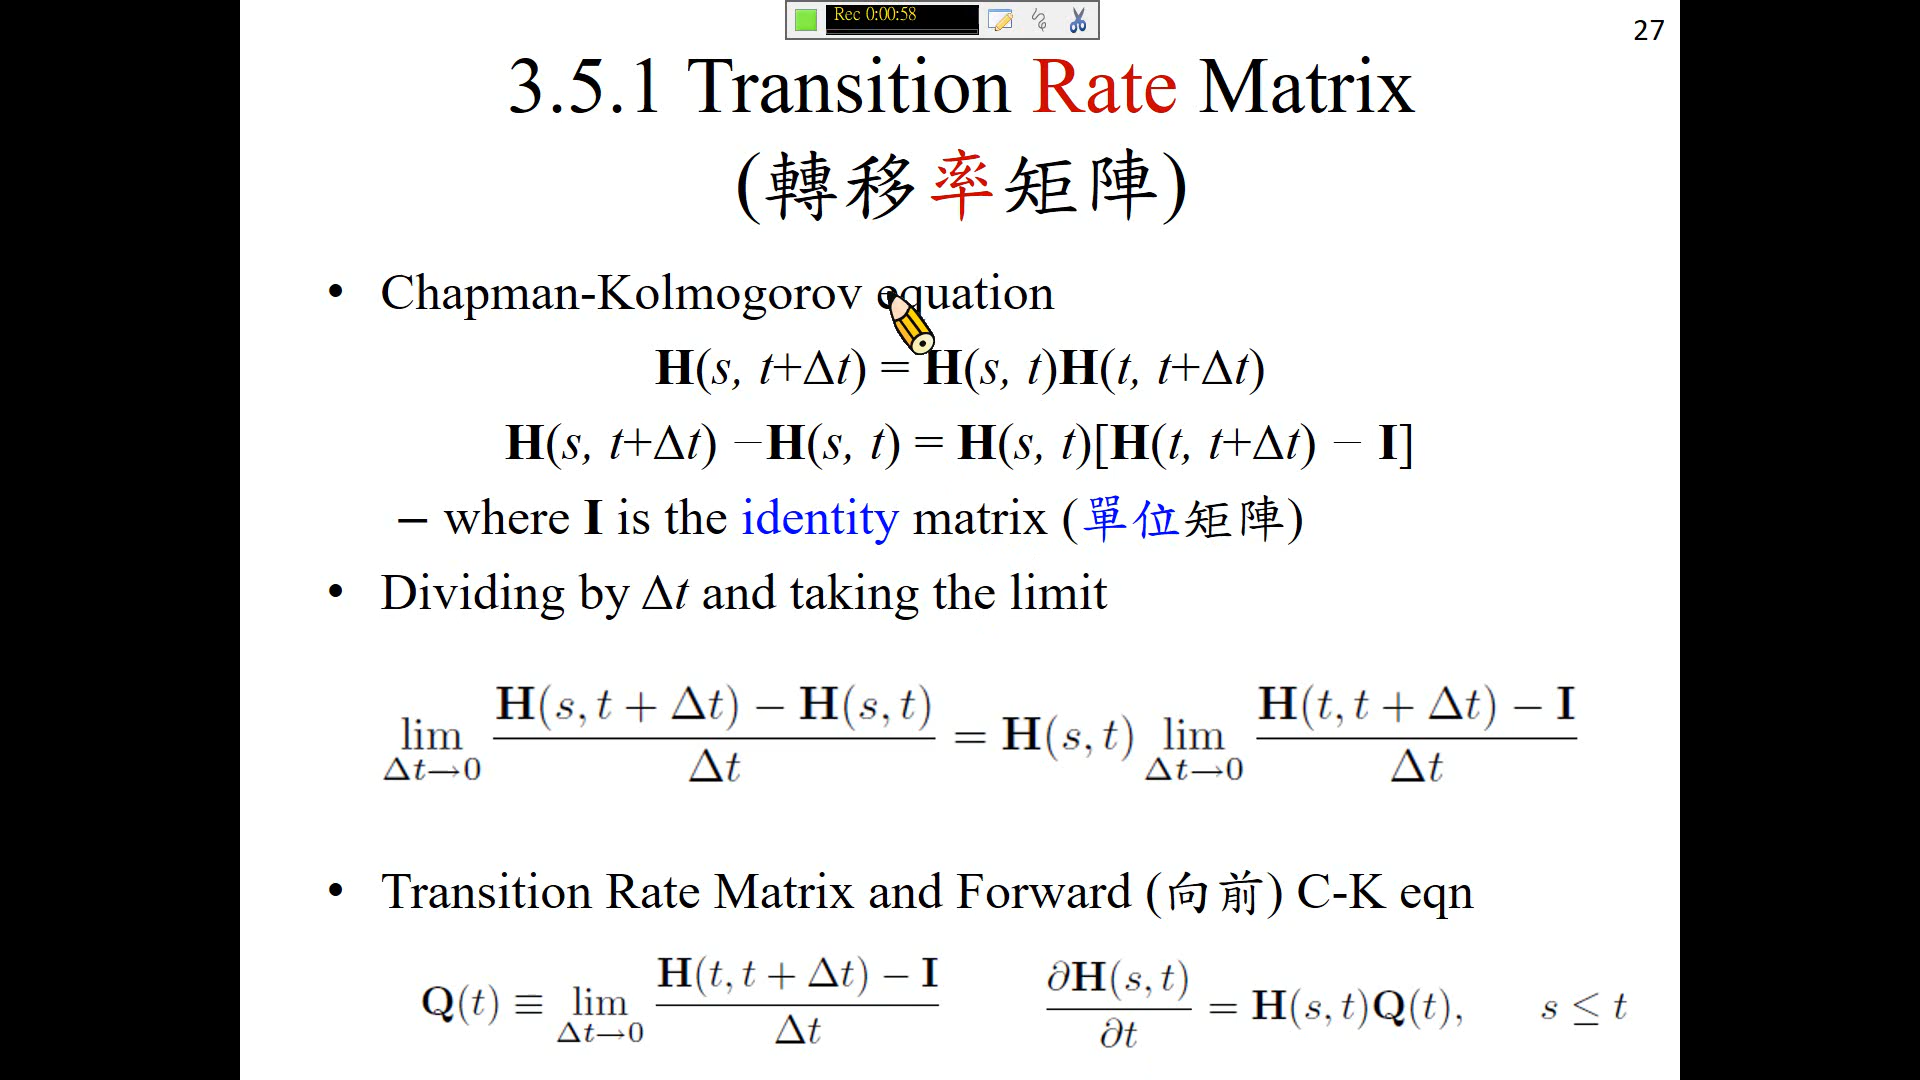 Rec 0:00:58
27
3.5.1 Transition Rate Matrix
(轉移率矩陣)
• Chapman-Kolmogorov equation
H(s, t+Δt) = H(s, t)H(t, t+Δt)
H(s, t+Δt) −H(s, t) = H(s, t)[H(t, t+Δt) − I]
– where I is the identity matrix (單位矩陣)
• Dividing by Δt and taking the limit
lim_{Δt→0} (H(s, t + Δt) − H(s, t)) / Δt = H(s, t) lim_{Δt→0} (H(t, t + Δt) − I) / Δt
• Transition Rate Matrix and Forward (向前) C-K eqn
Q(t) ≡ lim_{Δt→0} (H(t, t + Δt) − I) / Δt    ∂H(s, t) / ∂t = H(s, t)Q(t),    s ≤ t